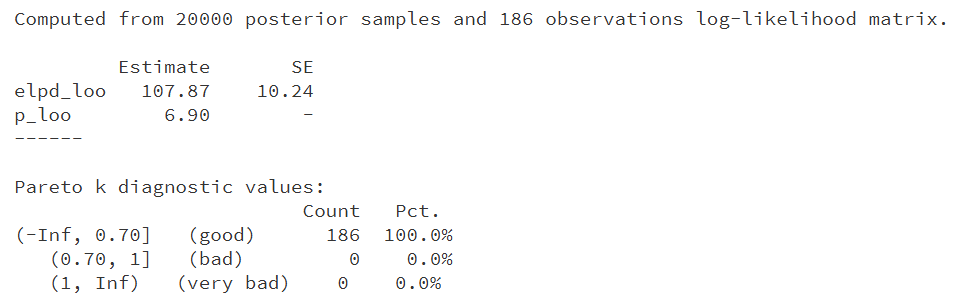 Computed from 20000 posterior samples and 186 observations log-likelihood matrix.
Estimate SE
elpd_loo 107.87 10.24
p_loo 6.90 -
------
Pareto k diagnostic values:
Count Pct.
(-Inf, 0.70] (good) 186 100.0%
(0.70, 1] (bad) 0 0.0%
(1, Inf) (very bad) 0 0.0%